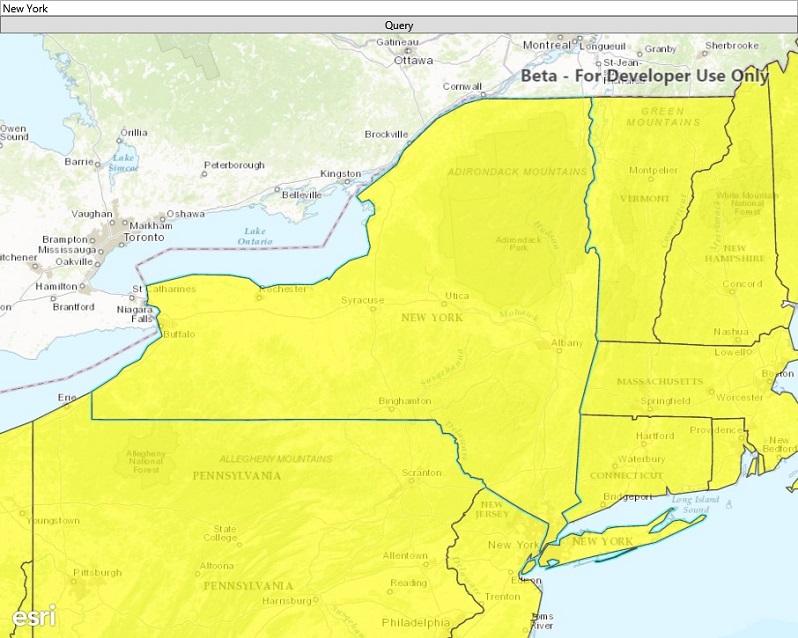 New York
Query
Gatineau
Ottawa
Montreal
Longueuil
Granby
Sherbrooke
St-Jean-
Beta - For Developer Use Only
Cornwall
Owen
Sound
Orillia
Lake
Simcoe
Barrie
Peterborough
Brockville
Kingston
Belleville
GREEN
MOUNTAINS
ADIRONDACK MOUNTAINS
Montpelier
VERMONT
White Mountain
National
Forest
Connecticut
Merrimack
Vaughan
Oshawa
Markham
Brampton
Toronto
Mississauga
Oakville
Lake
Ontario
Hudson
Adirondack
Park
NEW
HAMPSHIRE
Concord
Hamilton
St Catharines
Brantford
Niagara
Falls
Rochester
Syracuse
Utica
Mohawk
NEW YORK
Buffalo
Albany
Nashua
Lowell
Boston
MASSACHUSETTS
Worcester
Springfield
Susquehanna
Erie
Binghamton
Delaware
Hartford
Providence
New
Bedford
Waterbury
CONNECTICUT
Bridgeport
Long Island
Sound
Allegheny
National
Forest
ALLEGHENY MOUNTAINS
PENNSYLVANIA
Scranton
NEW
JERSEY
Youngstown
State
College
New York
NEW YORK
Allentown
Edison
Altoona
Pittsburgh
PENNSYLVANIA
Reading
Delaware
Trenton
Harrisburg
Susquehanna
Philadelphia
Toms
River
esri